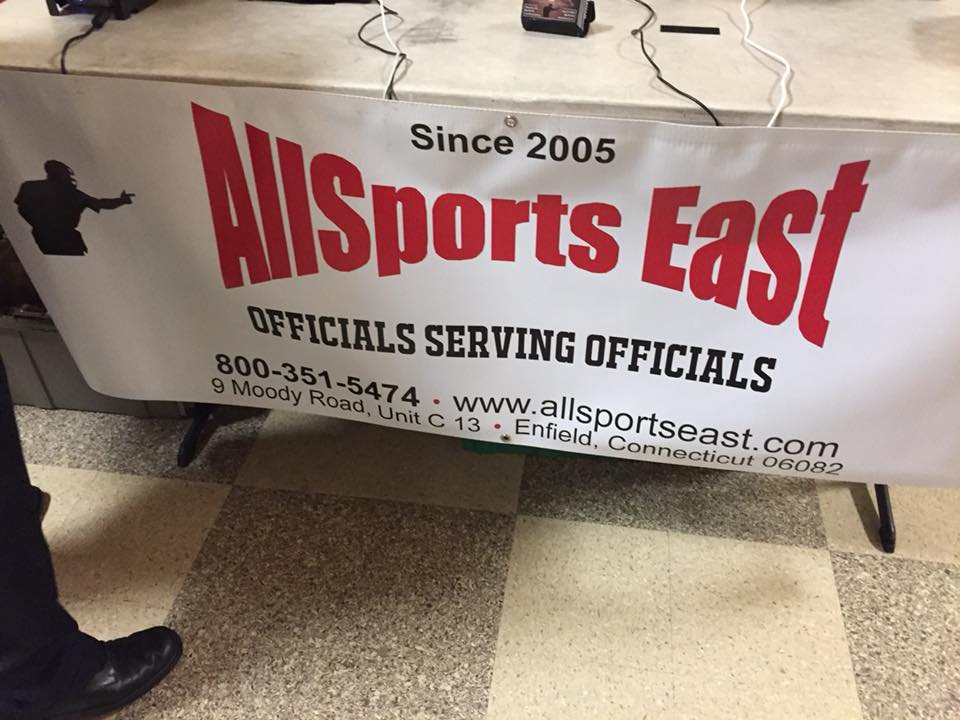 Since 2005
AllSports East
OFFICIALS SERVING OFFICIALS
800-351-5474 • www.allsportseast.com
9 Moody Road, Unit C 13 • Enfield, Connecticut 06082